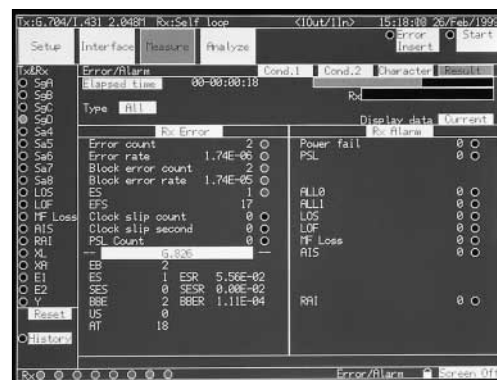 Tx:G.704/1.431 2.048M Rx:Self loop <1Out/1In> 15:18:08 26/Feb/1999
Setup Interface Measure Analyze Error Insert Start
Tx&Rx Error/Alarm Cond.1 Cond.2 Character Result
SgA Elapsed time 00-00:00:18
SgB Rx
SgC Type All
SgD Display data Current
Sa4 Rx Error Rx Alarm
Sa5 Error count 2 Power fail 0
Sa6 Error rate 1.74E-06 PSL 0
Sa7 Block error count 2
Sa8 Block error rate 1.74E-05
LOS ES 1 ALL0 0
LOF EFS 17 ALL1 0
MF Loss Clock slip count 0 LOS 0
AIS Clock slip second 0 LOF 0
RAI PSL Count 0 MF Loss 0
XL -- G.826 -- AIS 0
XA EB 2
E1 ES 1 ESR 5.56E-02
E2 SES 0 SESR 0.00E-02
Y BBE 2 BBER 1.11E-04 RAI 0
Reset US 0
AT 18
History
Rx Error/Alarm Screen Off